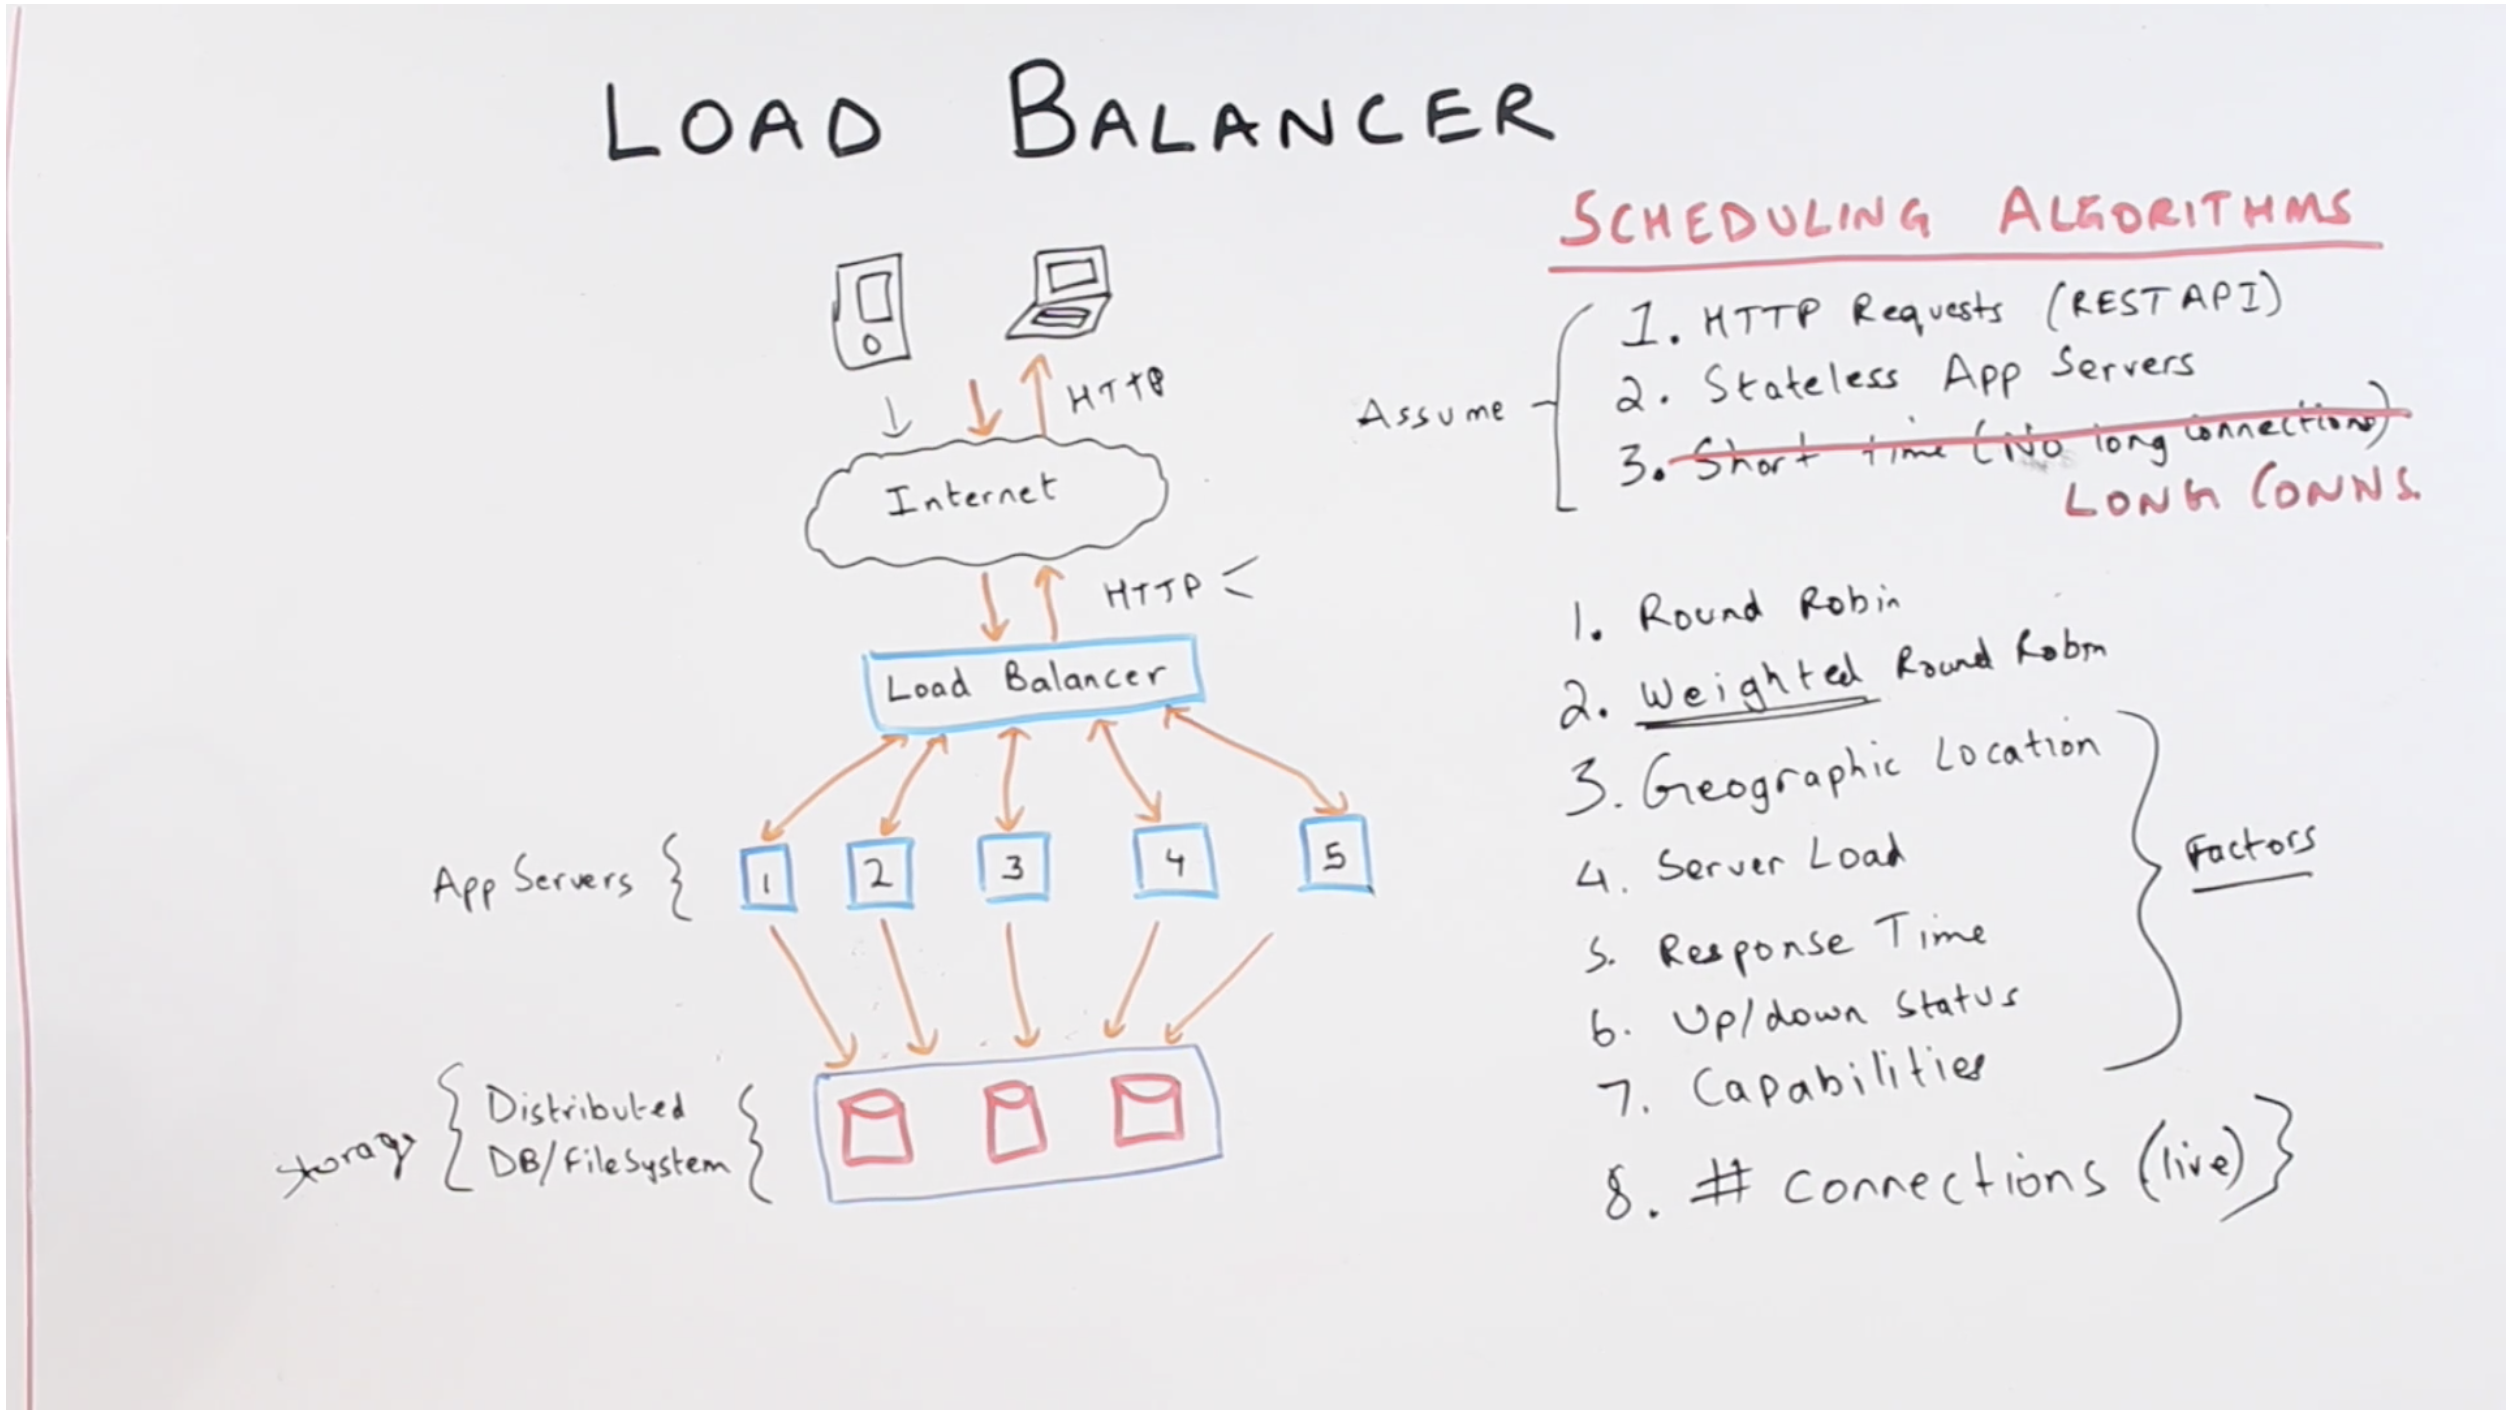 LOAD BALANCER
SCHEDULING ALGORITHMS
Assume
1. HTTP Requests (REST API)
2. Stateless App Servers
3. Short time (No long connections)
LONG CONNS.
HTTP
Internet
HTTP
Load Balancer
App Servers
1
2
3
4
5
Storage
Distributed
DB/FileSystem
1. Round Robin
2. Weighted Round Robin
3. Geographic Location
4. Server Load
5. Response Time
6. Up/down Status
7. Capabilities
Factors
8. # Connections (live)